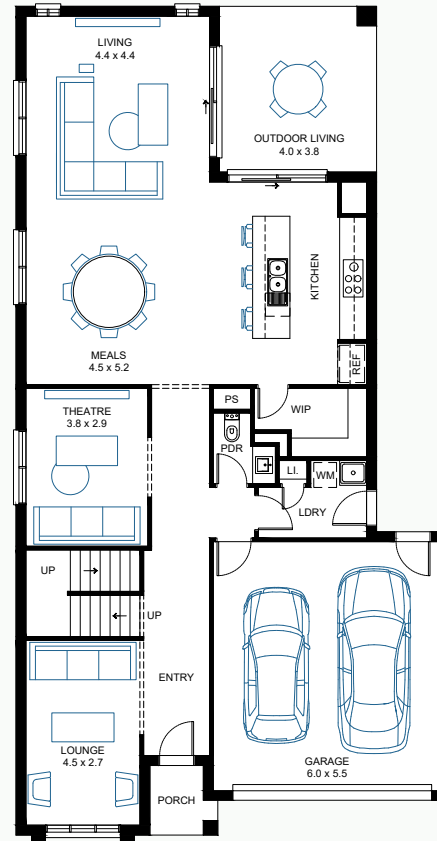 LIVING
4.4 x 4.4
OUTDOOR LIVING
4.0 x 3.8
KITCHEN
MEALS
4.5 x 5.2
REF
THEATRE
3.8 x 2.9
PS
WIP
PDR
LI.
WM
LDRY
UP
UP
ENTRY
LOUNGE
4.5 x 2.7
GARAGE
6.0 x 5.5
PORCH